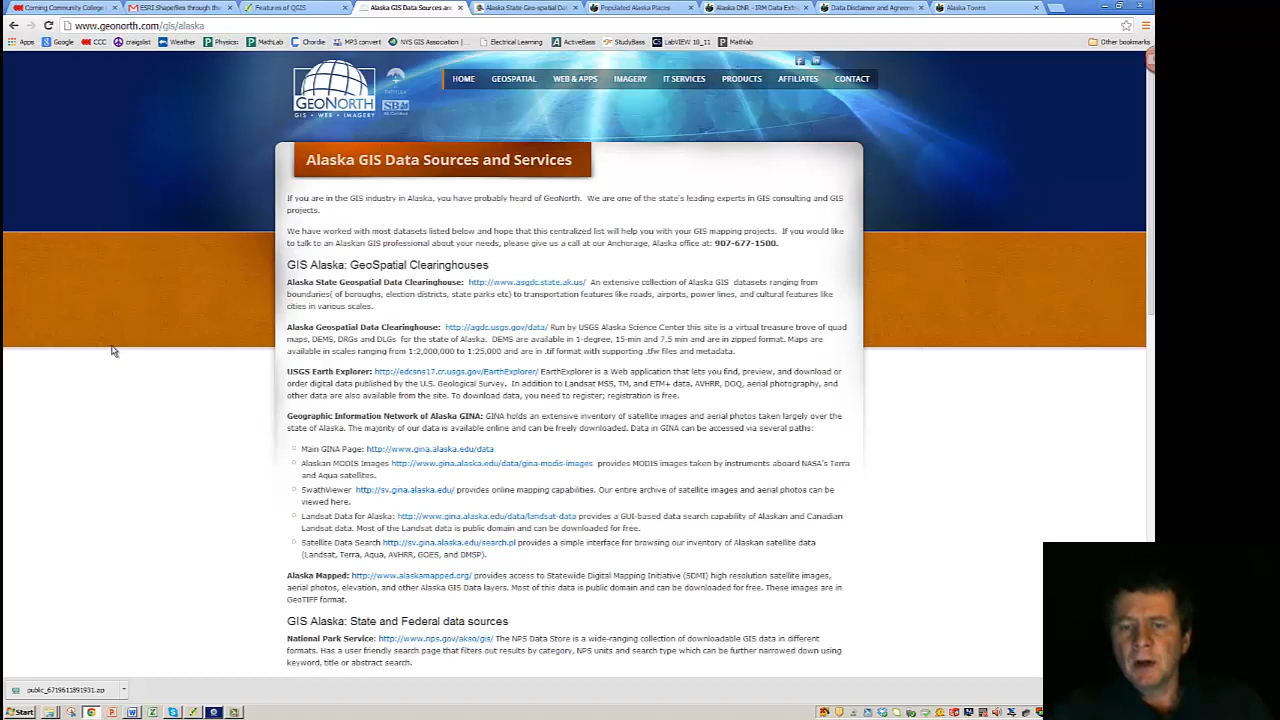 Corning Community College
ESRI Shapefiles through the
Features of QGIS
Alaska GIS Data Sources and
Alaska State Geo-spatial Dat
Populated Alaska Places
Alaska DNR - IRM Data Extr
Data Disclaimer and Agreem
Alaska Towns
www.geonorth.com/gis/alaska
Apps Google CCC craigslist Weather Physics: MathLab Chordie MP3 convert NYS GIS Association | Electrical Learning ActiveBass StudyBass LabVIEW 18_11 Mathlab Other bookmarks
GEONORTH
GIS • WEB • IMAGERY
HOME GEOSPATIAL WEB & APPS IMAGERY IT SERVICES PRODUCTS AFFILIATES CONTACT
Alaska GIS Data Sources and Services
If you are in the GIS industry in Alaska, you have probably heard of GeoNorth. We are one of the state's leading experts in GIS consulting and GIS
projects.
We have worked with most datasets listed below and hope that this centralized list will help you with your GIS mapping projects. If you would like
to talk to an Alaskan GIS professional about your needs, please give us a call at our Anchorage, Alaska office at: 907-677-1500.
GIS Alaska: GeoSpatial Clearinghouses
Alaska State Geospatial Data Clearinghouse: http://www.asgdc.state.ak.us/ An extensive collection of Alaska GIS datasets ranging from
boundaries( of boroughs, election districts, state parks etc) to transportation features like roads, airports, power lines, and cultural features like
cities in various scales.
Alaska Geospatial Data Clearinghouse: http://agdc.usgs.gov/data/ Run by USGS Alaska Science Center this site is a virtual treasure trove of quad
maps, DEMS, DRGs and DLGs for the state of Alaska. DEMS are available in 1-degree, 15-min and 7.5 min and are in zipped format. Maps are
available in scales ranging from 1:2,000,000 to 1:25,000 and are in .tif format with supporting .tfw files and metadata.
USGS Earth Explorer: http://edcsns17.cr.usgs.gov/EarthExplorer/ EarthExplorer is a Web application that lets you find, preview, and download or
order digital data published by the U.S. Geological Survey. In addition to Landsat MSS, TM, and ETM+ data, AVHRR, DOQ, aerial photography, and
other data are also available from the site. To download data, you need to register; registration is free.
Geographic Information Network of Alaska GINA: GINA holds an extensive inventory of satellite images and aerial photos taken largely over the
state of Alaska. The majority of our data is available online and can be freely downloaded. Data in GINA can be accessed via several paths:
Main GINA Page: http://www.gina.alaska.edu/data
Alaskan MODIS Images http://www.gina.alaska.edu/data/gina-modis-images provides MODIS images taken by instruments aboard NASA's Terra
and Aqua satellites.
SwathViewer http://sv.gina.alaska.edu/ provides online mapping capabilities. Our entire archive of satellite images and aerial photos can be
viewed here.
Landsat Data for Alaska: http://www.gina.alaska.edu/data/landsat-data provides a GUI-based data search capability of Alaskan and Canadian
Landsat data. Most of the Landsat data is public domain and can be downloaded for free.
Satellite Data Search http://sv.gina.alaska.edu/search.pl provides a simple interface for browsing our inventory of Alaskan satellite data
(Landsat, Terra, Aqua, AVHRR, GOES, and DMSP).
Alaska Mapped: http://www.alaskamapped.org/ provides access to Statewide Digital Mapping Initiative (SDMI) high resolution satellite images,
aerial photos, elevation, and other Alaska GIS Data layers. Most of this data is public domain and can be downloaded for free. These images are in
GeoTIFF format.
GIS Alaska: State and Federal data sources
National Park Service: http://www.nps.gov/akso/gis/ The NPS Data Store is a wide-ranging collection of downloadable GIS data in different
formats. Has a user friendly search page that filters out results by category, NPS units and search type which can be further narrowed down using
keyword, title or abstract search.
public_6719611891931.zip
Start